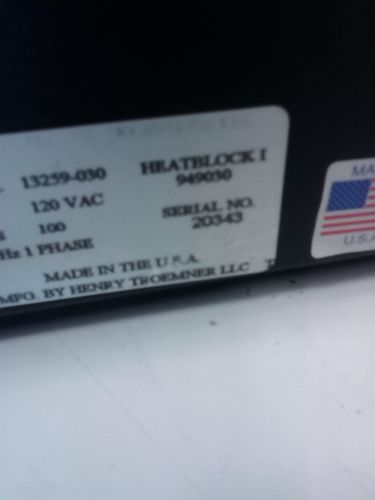 13259-030 HEATBLOCK I
949030
120 VAC
SERIAL NO.
100 20343
Hz 1 PHASE
MADE IN THE U.S.A.
MFG. BY HENRY TROEMNER LLC
MA
U.S.A